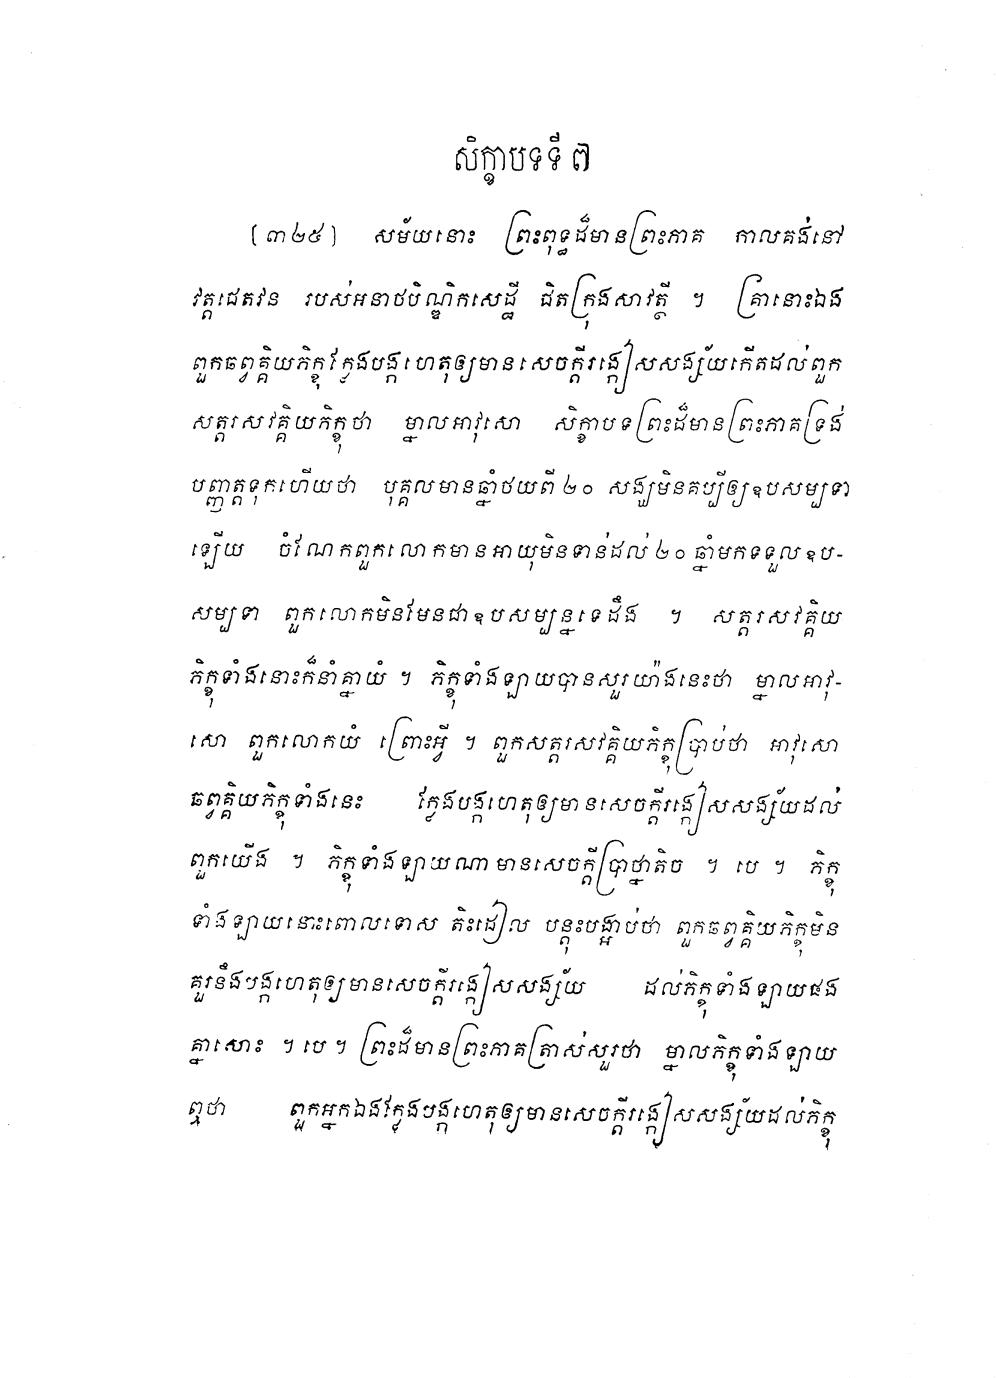 សិក្ខាបទទី ៧
(៣២៥) សម័យនោះ ព្រះពុទ្ធដ៏មានព្រះភាគ កាលគង់នៅ
វត្តជេតវន របស់អនាថបិណ្ឌិកសេដ្ឋី ជិតក្រុងសាវត្ថី ។ គ្រានោះឯង
ពួកឆព្វគ្គិយភិក្ខុក្លែងបង្កហេតុឲ្យមានសេចក្តីរង្កៀសសង្ស័យកើតដល់ពួក
សត្តរសវគ្គិយភិក្ខុថា ម្នាលអាវុសោ សិក្ខាបទព្រះដ៏មានព្រះភាគទ្រង់
បញ្ញត្តទុកហើយថា បុគ្គលមានឆ្នាំថយពី ២០ សង្ឃមិនគប្បីឲ្យឧបសម្បទា
ឡើយ ចំណែកពួកលោកមានអាយុមិនទាន់ដល់ ២០ ឆ្នាំមកទទួលឧប-
សម្បទា ពួកលោកមិនមែនជាឧបសម្បន្នទេដឹង ។ សត្តរសវគ្គិយ
ភិក្ខុទាំងនោះក៏នាំគ្នាយំ ។ ភិក្ខុទាំងឡាយបានសួរយ៉ាងនេះថា ម្នាលអាវុ-
សោ ពួកលោកយំ ព្រោះអ្វី ។ ពួកសត្តរសវគ្គិយភិក្ខុប្រាប់ថា អាវុសោ
ឆព្វគ្គិយភិក្ខុទាំងនេះ ក្លែងបង្កហេតុឲ្យមានសេចក្តីរង្កៀសសង្ស័យដល់
ពួកយើង ។ ភិក្ខុទាំងឡាយណាមានសេចក្តីប្រាថ្នាតិច ។ បេ ។ ភិក្ខុ
ទាំងឡាយនោះពោលទោស តិះដៀល បន្តុះបង្អាប់ថា ពួកឆព្វគ្គិយភិក្ខុមិន
គួរនឹងបង្កហេតុឲ្យមានសេចក្តីរង្កៀសសង្ស័យ ដល់ភិក្ខុទាំងឡាយផង
គ្នាសោះ ។ បេ ។ ព្រះដ៏មានព្រះភាគត្រាស់សួរថា ម្នាលភិក្ខុទាំងឡាយ
ឮថា ពួកអ្នកឯងក្លែងបង្កហេតុឲ្យមានសេចក្តីរង្កៀសសង្ស័យដល់ភិក្ខុ